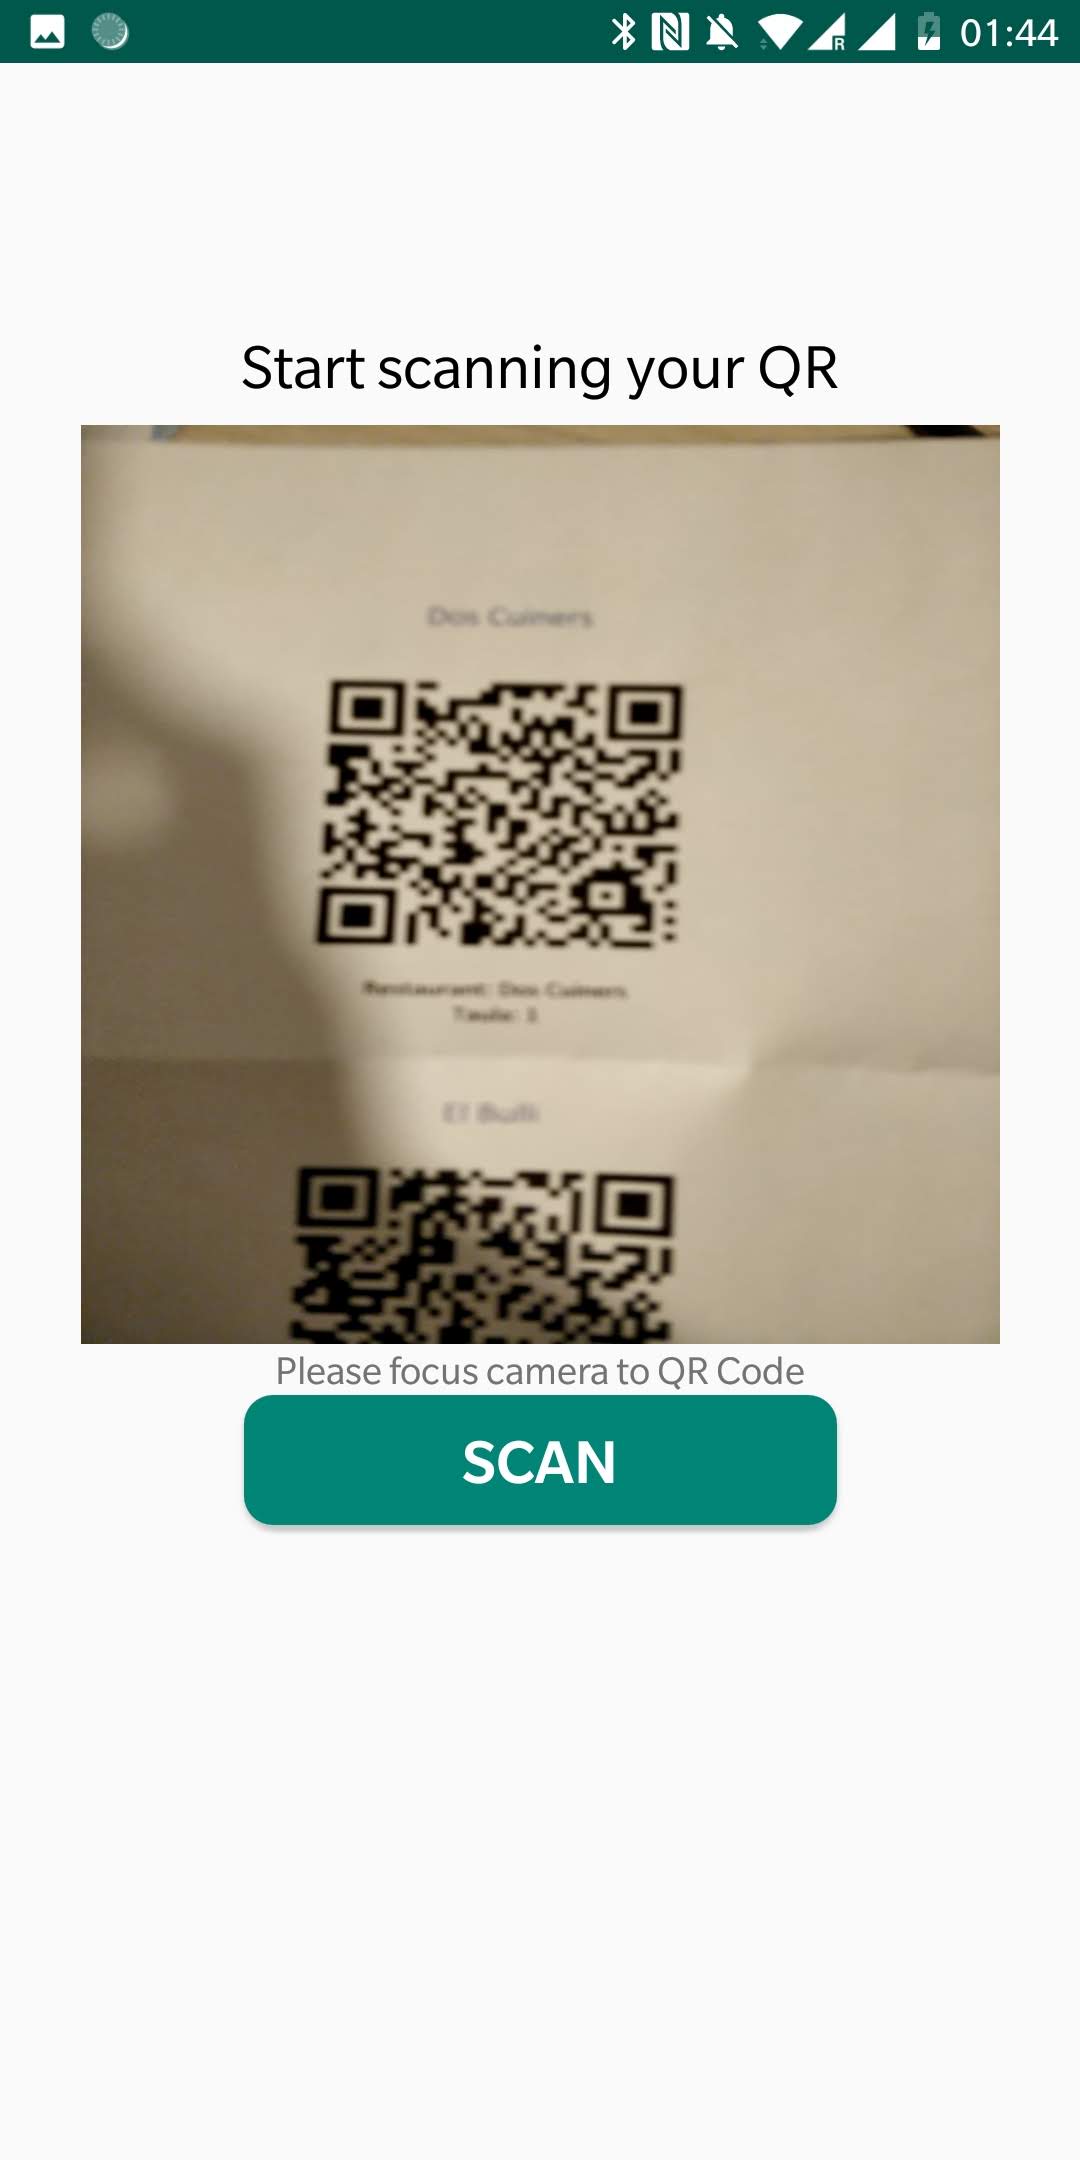 01:44
Start scanning your QR
Dos Cuiners
Restaurant: Dos Cuiners
Taula: 1
El Bulli
Please focus camera to QR Code
SCAN